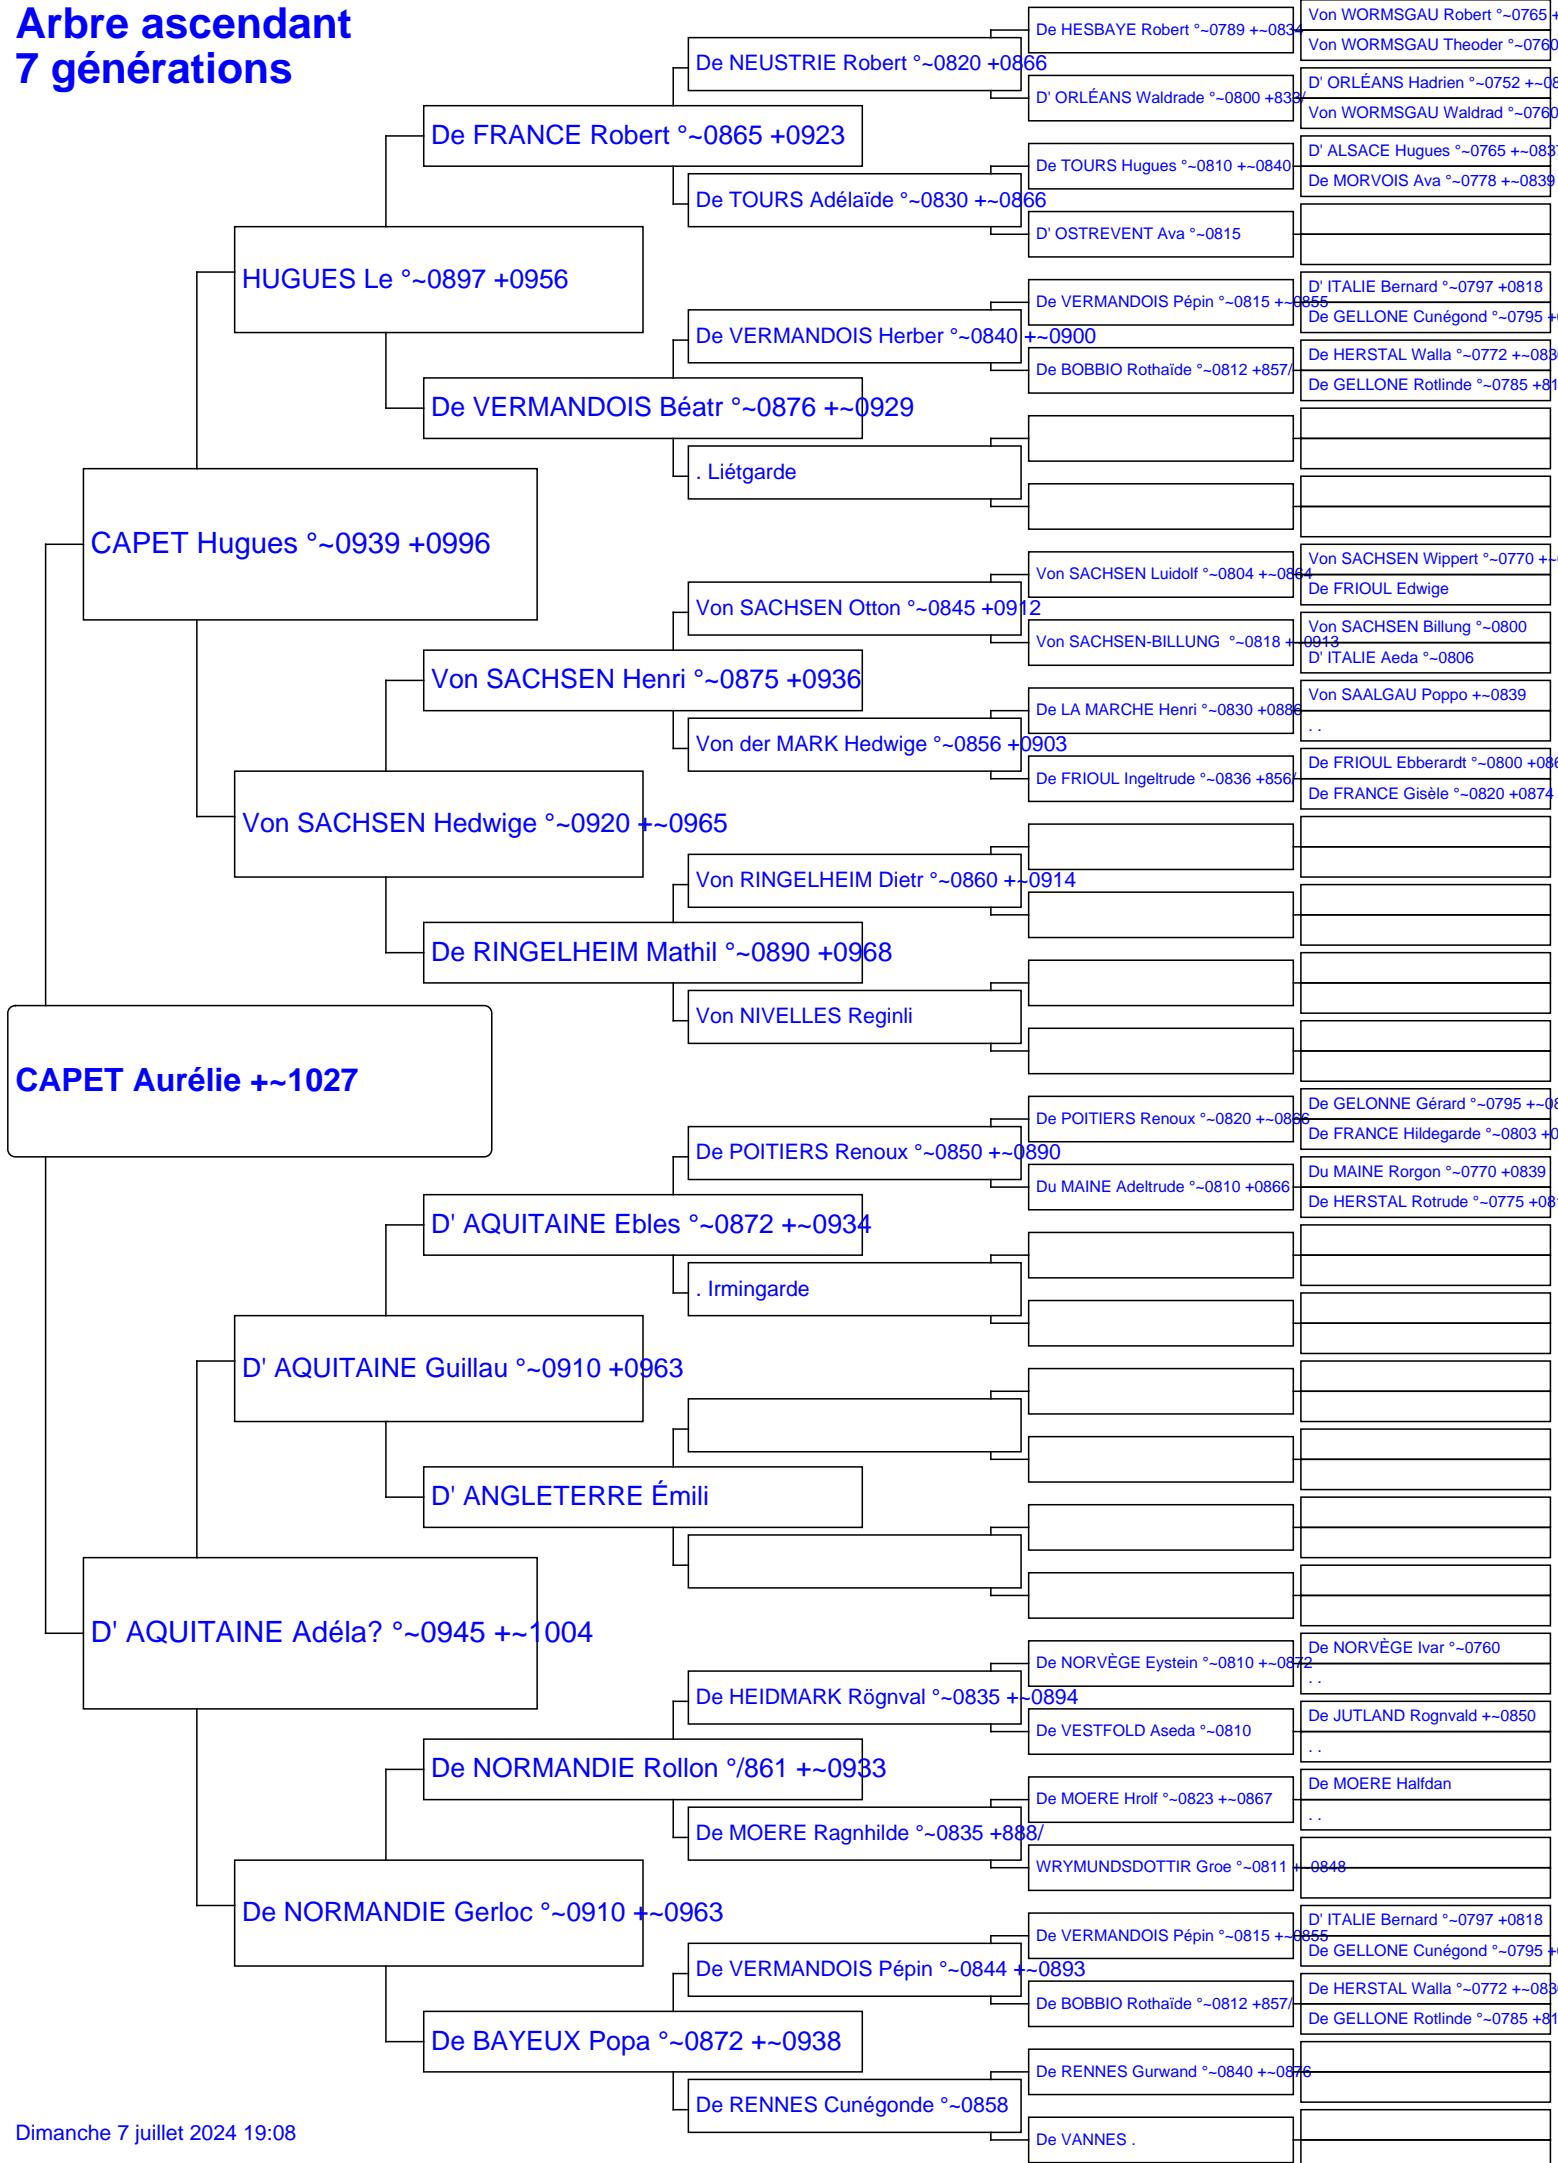 Arbre ascendant
7 générations
Von WORMSGAU Robert °~0765 +
De HESBAYE Robert °~0789 +~0834
Von WORMSGAU Theoder °~0760
De NEUSTRIE Robert °~0820 +0866
D' ORLÉANS Hadrien °~0752 +~08
D' ORLÉANS Waldrade °~0800 +833/
Von WORMSGAU Waldrad °~0760
De FRANCE Robert °~0865 +0923
D' ALSACE Hugues °~0765 +~0837
De TOURS Hugues °~0810 +~0840
De MORVOIS Ava °~0778 +~0839
De TOURS Adélaïde °~0830 +~0866
D' OSTREVENT Ava °~0815
HUGUES Le °~0897 +0956
D' ITALIE Bernard °~0797 +0818
De VERMANDOIS Pépin °~0815 +~0855
De GELLONE Cunégond °~0795 +
De VERMANDOIS Herber °~0840 +~0900
De HERSTAL Walla °~0772 +~083
De BOBBIO Rothaïde °~0812 +857/
De GELLONE Rotlinde °~0785 +81
De VERMANDOIS Béatr °~0876 +~0929
. Liétgarde
CAPET Hugues °~0939 +0996
Von SACHSEN Wippert °~0770 +~
Von SACHSEN Luidolf °~0804 +~0864
De FRIOUL Edwige
Von SACHSEN Otton °~0845 +0912
Von SACHSEN Billung °~0800
Von SACHSEN-BILLUNG °~0818 +~0913
D' ITALIE Aeda °~0806
Von SACHSEN Henri °~0875 +0936
Von SAALGAU Poppo +~0839
De LA MARCHE Henri °~0830 +0886
. .
Von der MARK Hedwige °~0856 +0903
De FRIOUL Ebberardt °~0800 +086
De FRIOUL Ingeltrude °~0836 +856/
De FRANCE Gisèle °~0820 +0874
Von SACHSEN Hedwige °~0920 +~0965
Von RINGELHEIM Dietr °~0860 +~0914
De RINGELHEIM Mathil °~0890 +0968
Von NIVELLES Reginli
CAPET Aurélie +~1027
De GELONNE Gérard °~0795 +~08
De POITIERS Renoux °~0820 +~0866
De FRANCE Hildegarde °~0803 +0
De POITIERS Renoux °~0850 +~0890
Du MAINE Rorgon °~0770 +0839
Du MAINE Adeltrude °~0810 +0866
De HERSTAL Rotrude °~0775 +081
D' AQUITAINE Ebles °~0872 +~0934
. Irmingarde
D' AQUITAINE Guillau °~0910 +0963
D' ANGLETERRE Émili
D' AQUITAINE Adéla? °~0945 +~1004
De NORVÈGE Ivar °~0760
De NORVÈGE Eystein °~0810 +~0872
. .
De HEIDMARK Rögnval °~0835 +~0894
De JUTLAND Rognvald +~0850
De VESTFOLD Aseda °~0810
. .
De NORMANDIE Rollon °/861 +~0933
De MOERE Halfdan
De MOERE Hrolf °~0823 +~0867
. .
De MOERE Ragnhilde °~0835 +888/
WRYMUNDSDOTTIR Groe °~0811 +~0848
De NORMANDIE Gerloc °~0910 +~0963
D' ITALIE Bernard °~0797 +0818
De VERMANDOIS Pépin °~0815 +~0855
De GELLONE Cunégond °~0795 +
De VERMANDOIS Pépin °~0844 +~0893
De HERSTAL Walla °~0772 +~083
De BOBBIO Rothaïde °~0812 +857/
De GELLONE Rotlinde °~0785 +81
De BAYEUX Popa °~0872 +~0938
De RENNES Gurwand °~0840 +~0876
De RENNES Cunégonde °~0858
De VANNES .
Dimanche 7 juillet 2024 19:08